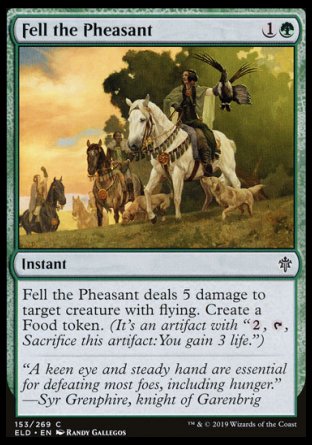 Fell the Pheasant 1
Instant
Fell the Pheasant deals 5 damage to
target creature with flying. Create a
Food token. (It's an artifact with “2, ,
Sacrifice this artifact:You gain 3 life.”)
“A keen eye and steady hand are essential
for defeating most foes, including hunger.”
—Syr Grenphire, knight of Garenbrig
153/269 C
ELD • EN RANDY GALLEGOS
™ & © 2019 Wizards of the Coast